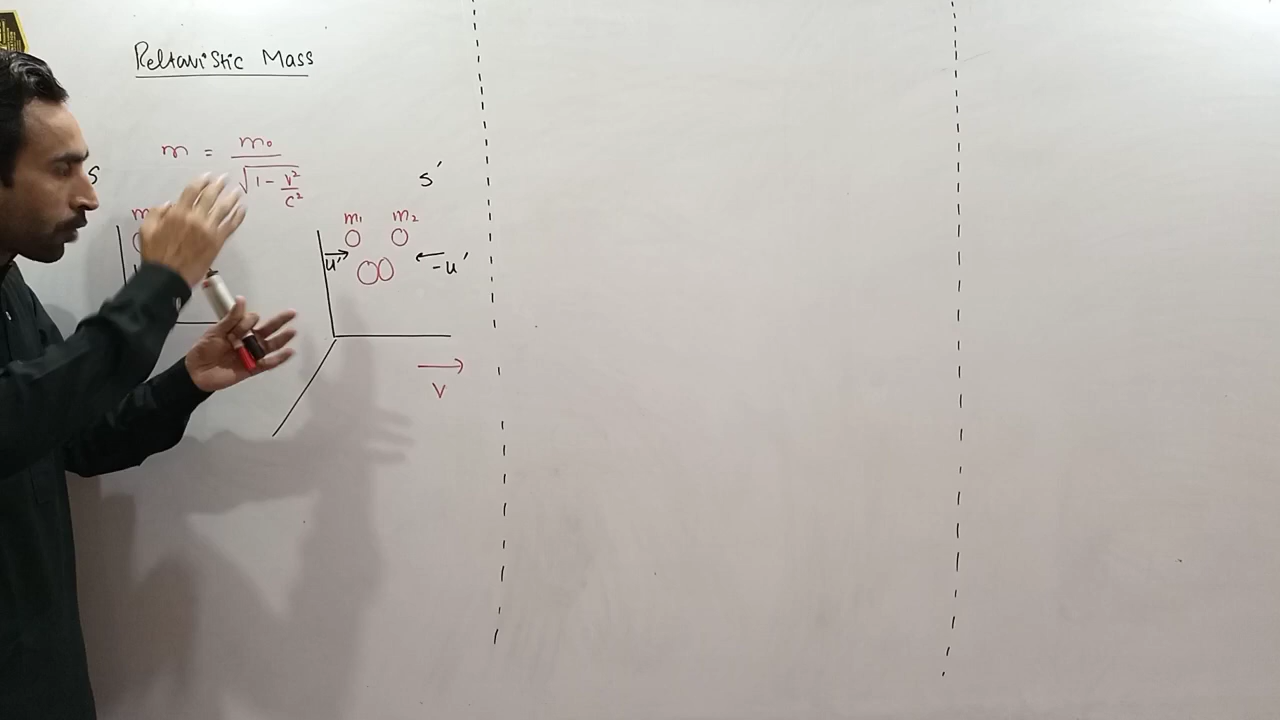 Reltavistic Mass
m = m₀ / √(1 - v²/c²)
s
s′
m
m₁ m₂
u′ -u′
v